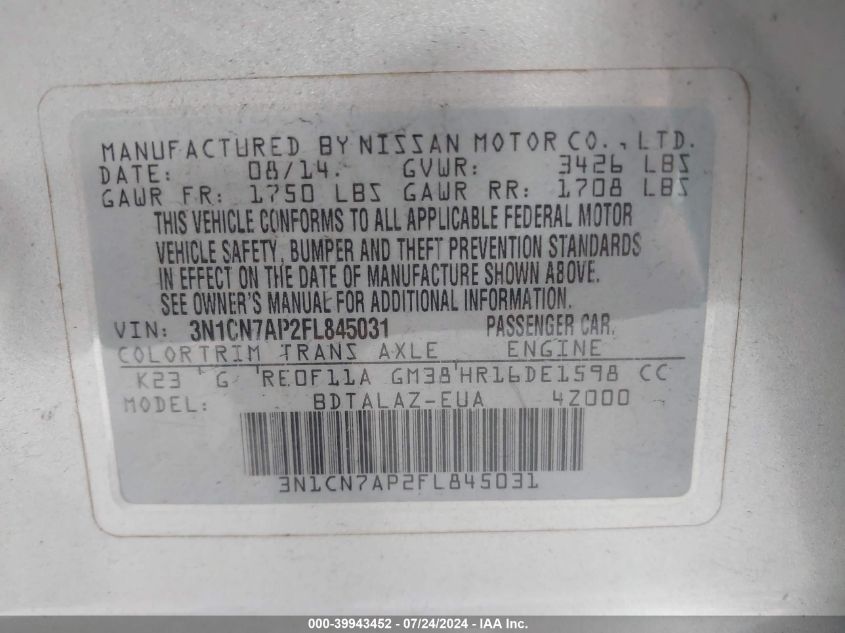 MANUFACTURED BY NISSAN MOTOR CO., LTD.
DATE: 08/14. GVWR: 3426 LBS
GAWR FR: 1750 LBS GAWR RR: 1708 LBS
THIS VEHICLE CONFORMS TO ALL APPLICABLE FEDERAL MOTOR
VEHICLE SAFETY, BUMPER AND THEFT PREVENTION STANDARDS
IN EFFECT ON THE DATE OF MANUFACTURE SHOWN ABOVE.
SEE OWNER'S MANUAL FOR ADDITIONAL INFORMATION.
VIN: 3N1CN7AP2FL845031 PASSENGER CAR.
COLORTRIM TRANS AXLE ENGINE
K23 G RE0F11A GM38 HR16DE1598 CC
MODEL: BDTALAZ-EUA 4Z000
3N1CN7AP2FL845031
000-39943452 - 07/24/2024 - IAA Inc.